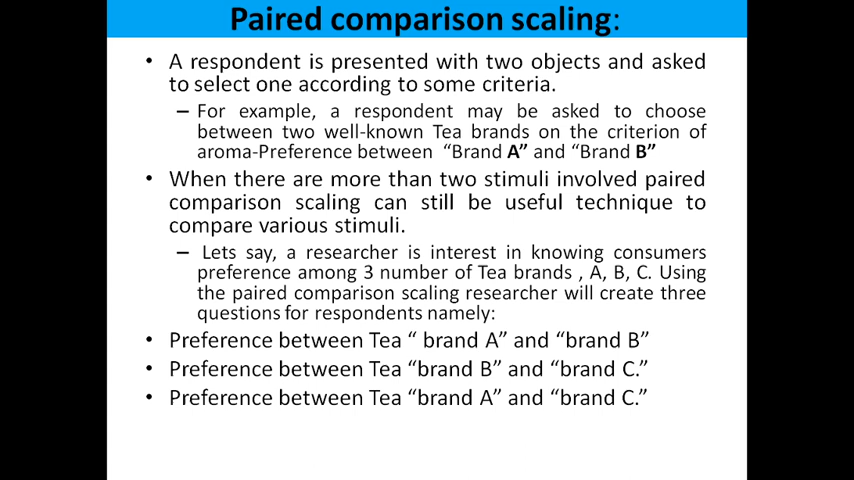 Paired comparison scaling:
• A respondent is presented with two objects and asked
to select one according to some criteria.
– For example, a respondent may be asked to choose
between two well-known Tea brands on the criterion of
aroma-Preference between “Brand A” and “Brand B”
• When there are more than two stimuli involved paired
comparison scaling can still be useful technique to
compare various stimuli.
– Lets say, a researcher is interest in knowing consumers
preference among 3 number of Tea brands , A, B, C. Using
the paired comparison scaling researcher will create three
questions for respondents namely:
• Preference between Tea “ brand A” and “brand B”
• Preference between Tea “brand B” and “brand C.”
• Preference between Tea “brand A” and “brand C.”